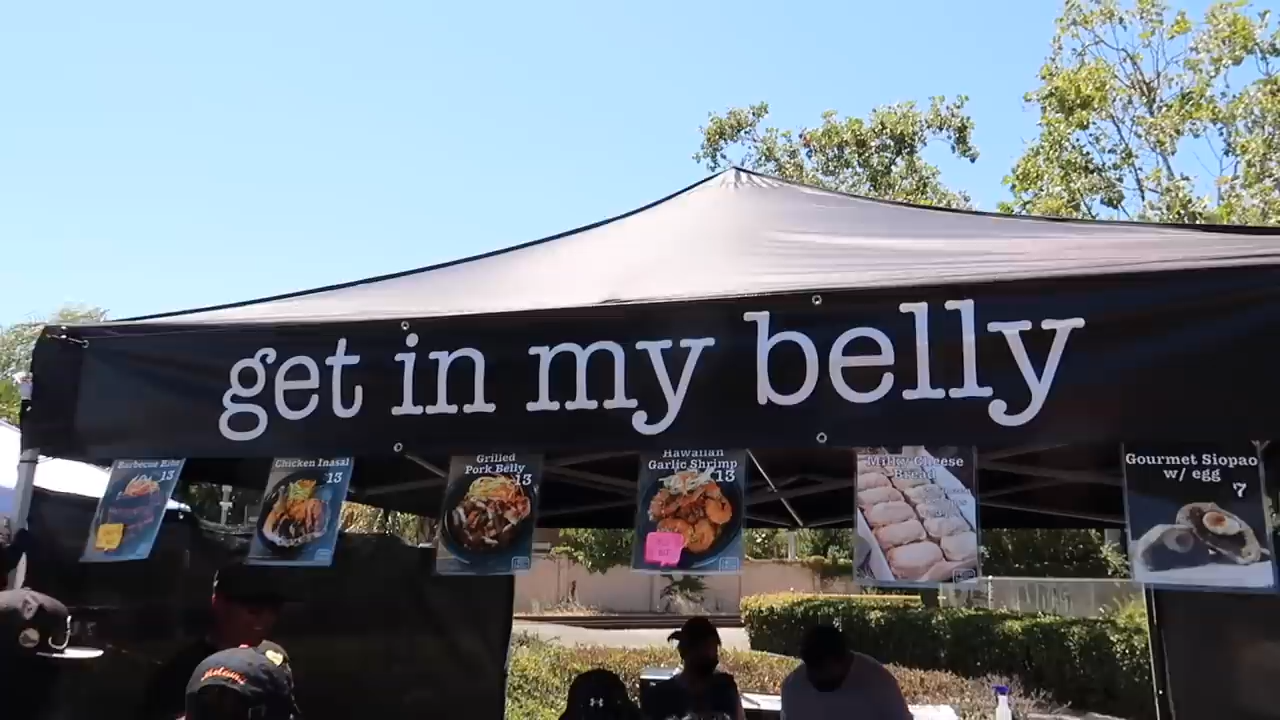 get in my belly
Barbecue Ribs
13
Chicken Inasal
13
Grilled
Pork Belly
13
Hawaiian
Garlic Shrimp
13
Milky Cheese
Bread
Gourmet Siopao
w/ egg
7